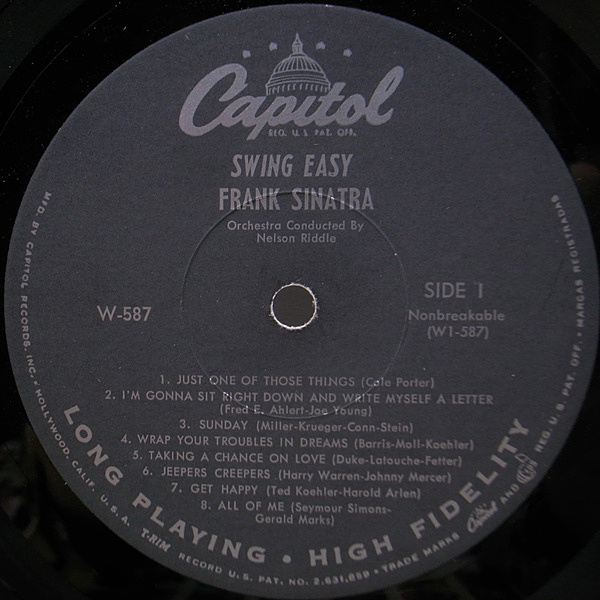 Capitol
REG. U.S. PAT. OFF.
SWING EASY
FRANK SINATRA
Orchestra Conducted By
Nelson Riddle
W-587
SIDE 1
Nonbreakable
(W1-587)
1. JUST ONE OF THOSE THINGS (Cole Porter)
2. I'M GONNA SIT RIGHT DOWN AND WRITE MYSELF A LETTER
(Fred E. Ahlert-Joe Young)
3. SUNDAY (Miller-Krueger-Conn-Stein)
4. WRAP YOUR TROUBLES IN DREAMS (Barris-Moll-Koehler)
5. TAKING A CHANCE ON LOVE (Duke-Latouche-Fetter)
6. JEEPERS CREEPERS (Harry Warren-Johnny Mercer)
7. GET HAPPY (Ted Koehler-Harold Arlen)
8. ALL OF ME (Seymour Simons-
Gerald Marks)
LONG PLAYING • HIGH FIDELITY
MFD. BY CAPITOL RECORDS, INC. • HOLLYWOOD, CALIF. U.S.A. T-RIM RECORD U.S. PAT. NO. 2,631,859 • TRADE MARKS Capitol AND REG. U.S. PAT. OFF. • MARCAS REGISTRADAS